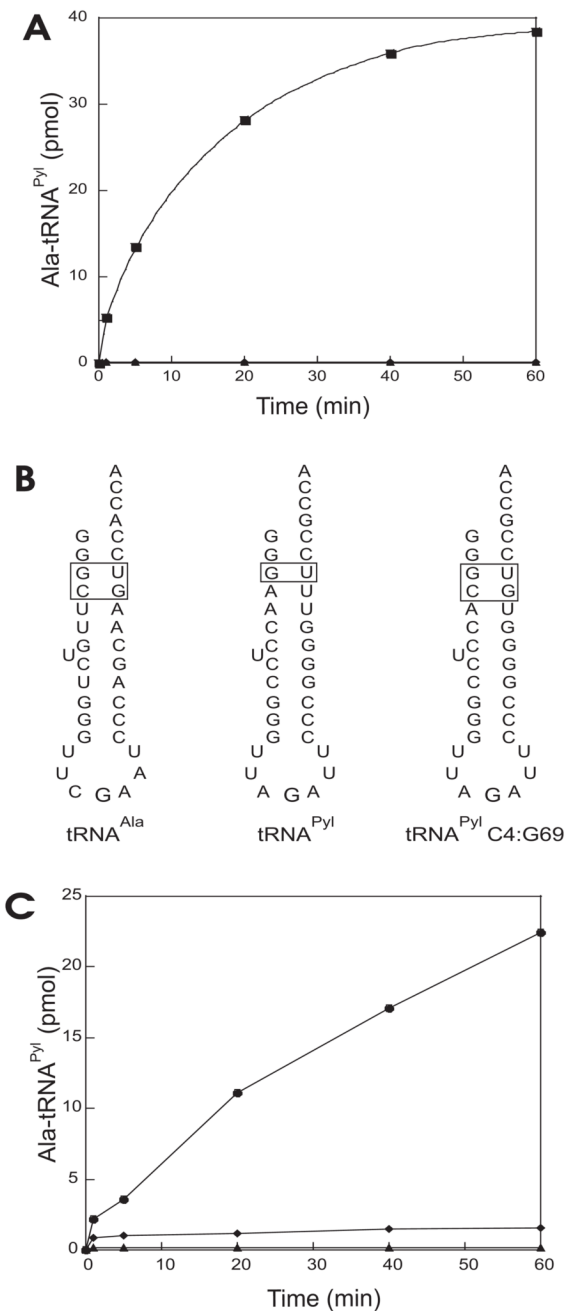 A
40
30
20
10
0
Ala-tRNA^Pyl (pmol)
0 10 20 30 40 50 60
Time (min)
B
A A A
C C C
C C C
A G G
G C G C G C
G C G C G C
G U G U G U
C G A U C G
U A A U A U
U A C G C G
G C C G C G
U U U
C G C G C G
U A C G C G
G C G C G C
G C G C G C
G C G C G C
U U U U U U
U A U U U U
C G A A G A A G A
tRNA^Ala tRNA^Pyl tRNA^Pyl C4:G69
C
25
20
15
10
5
0
Ala-tRNA^Pyl (pmol)
0 10 20 30 40 50 60
Time (min)